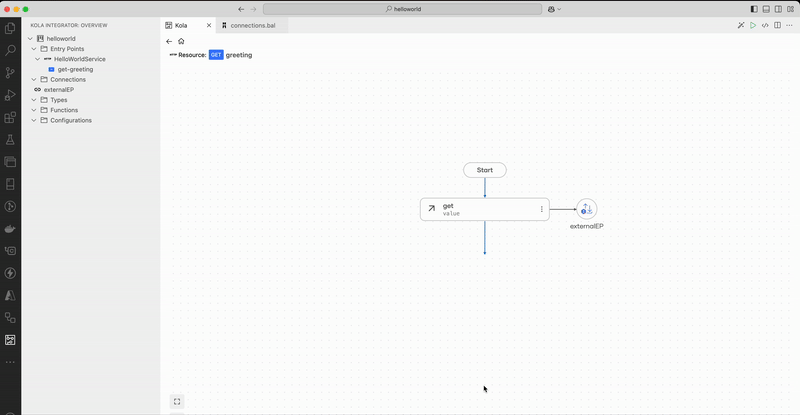 helloworld
KOLA INTEGRATOR: OVERVIEW
helloworld
Entry Points
HelloWorldService
get-greeting
Connections
externalEP
Types
Functions
Configurations
Kola
connections.bal
Resource: GET greeting
Start
get
value
externalEP